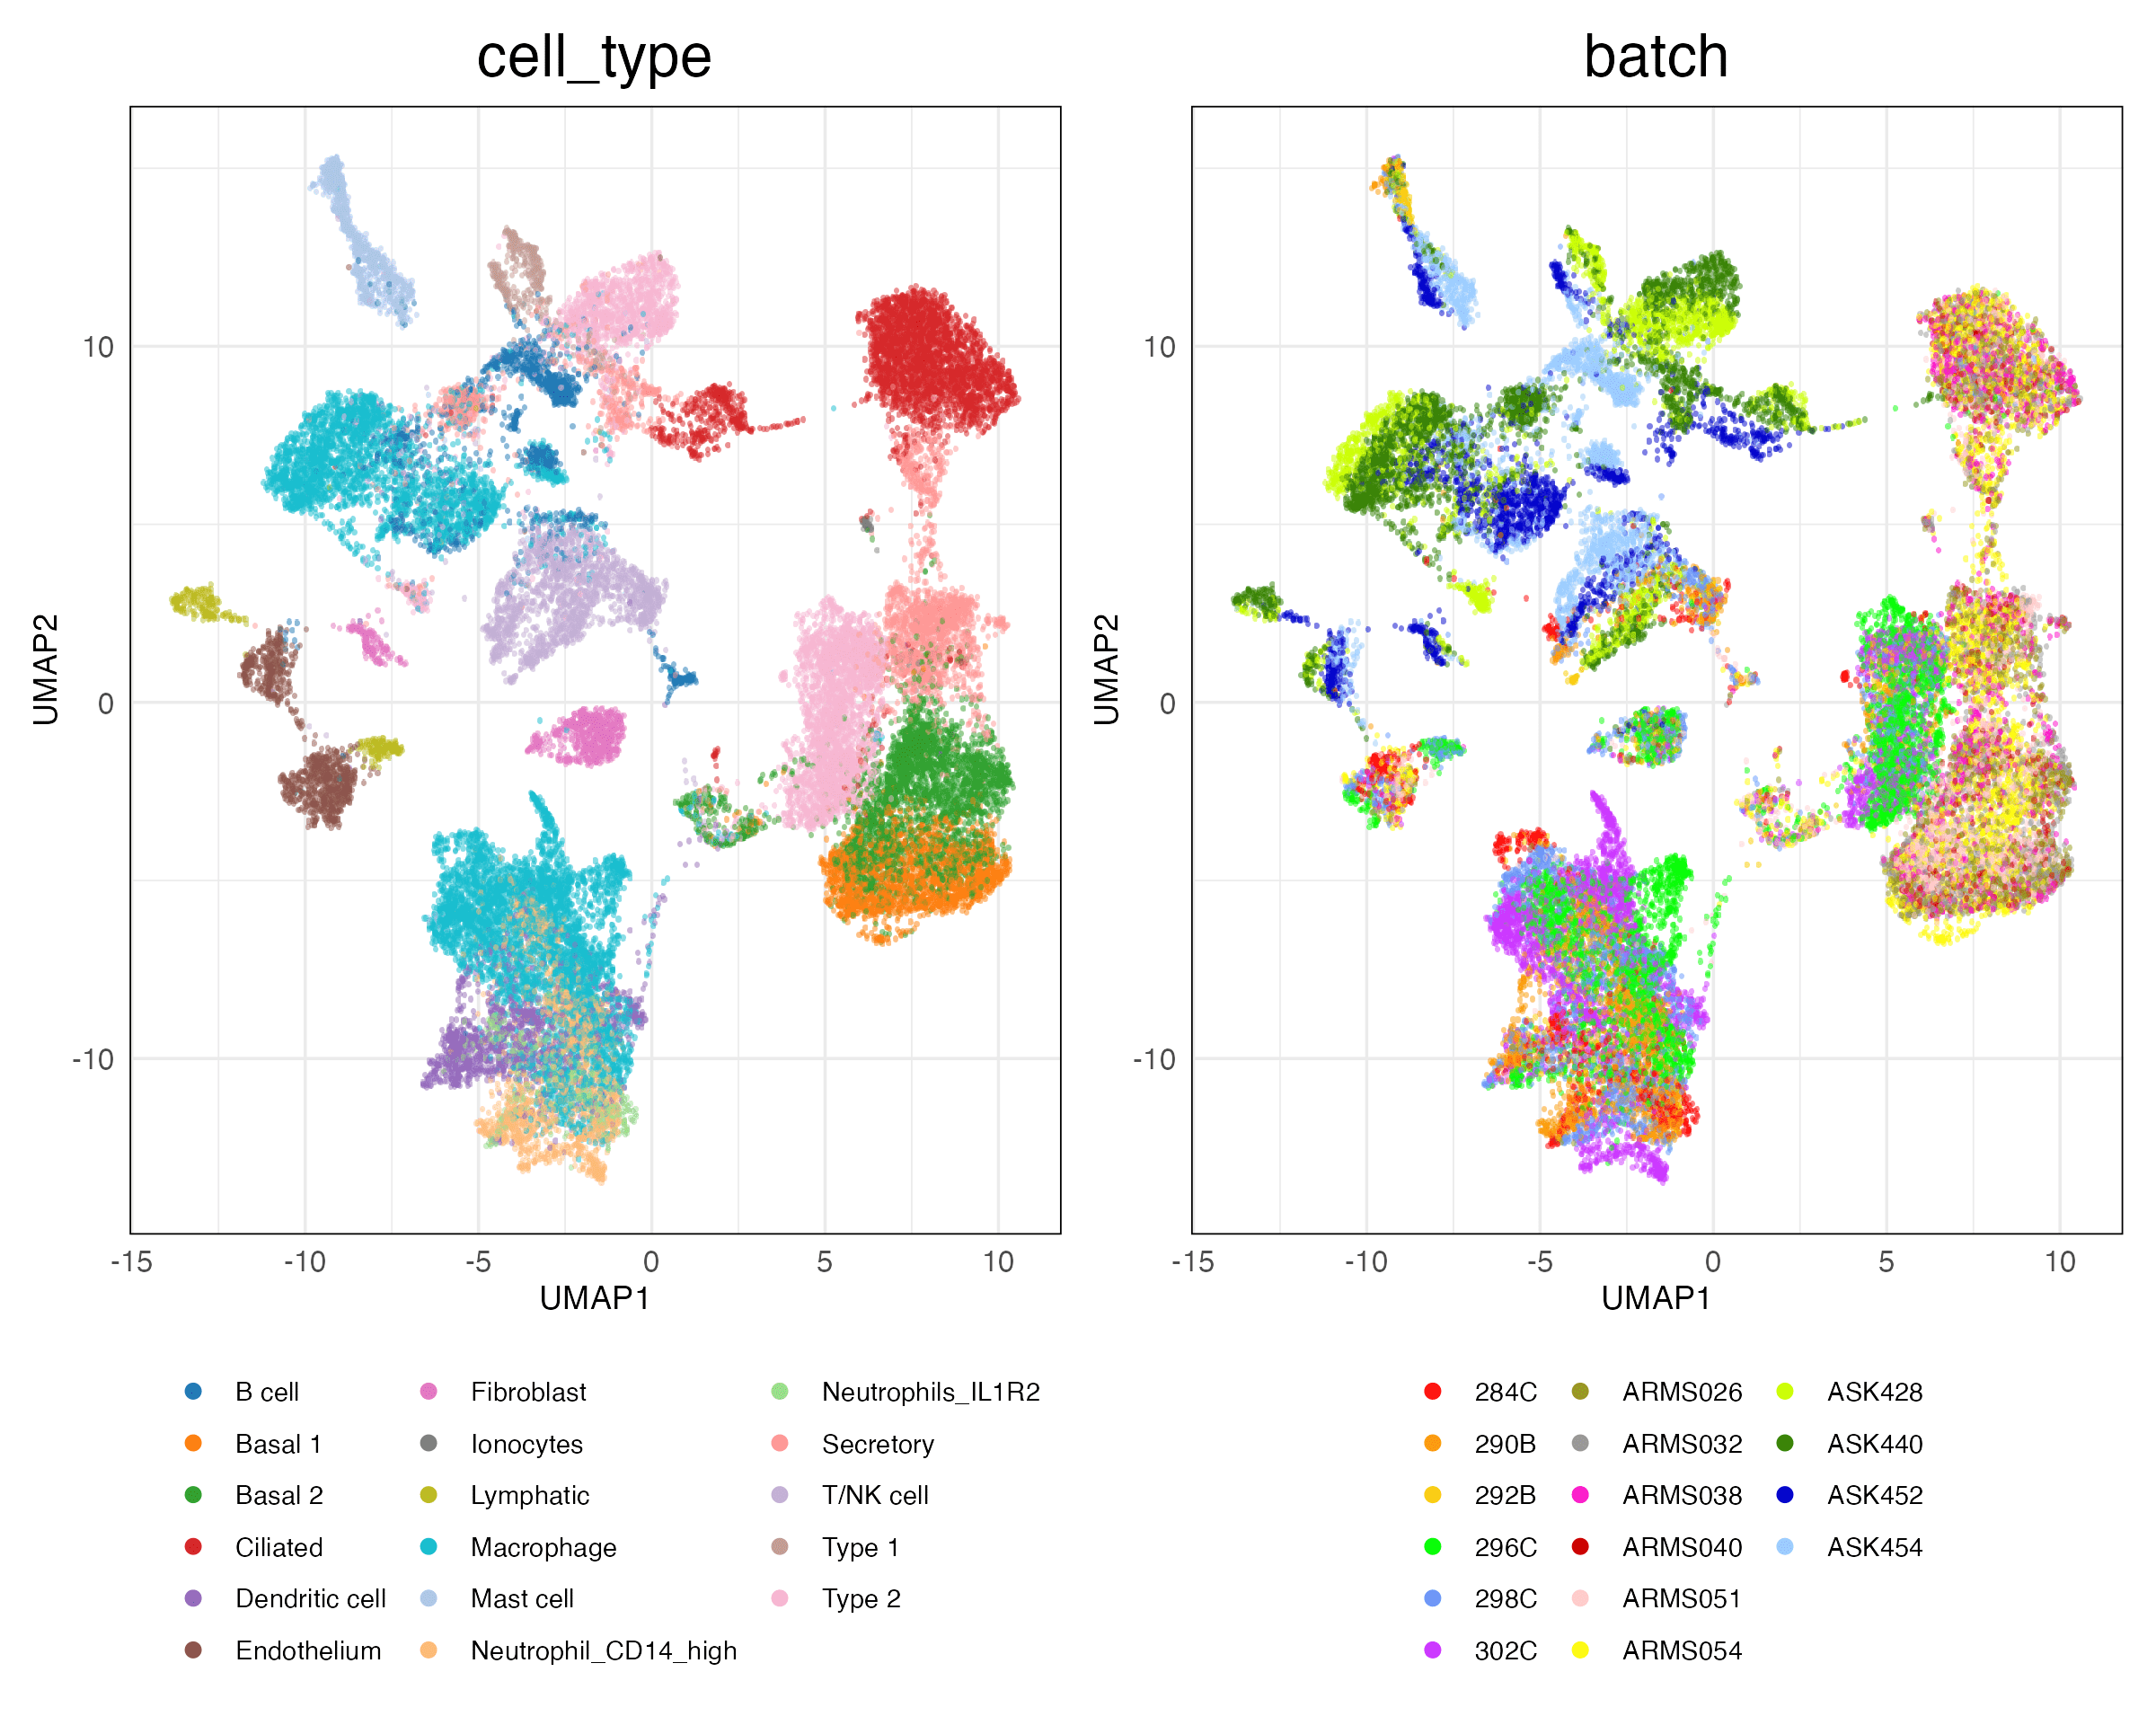 cell_type
10
0
-10
UMAP2
-15 -10 -5 0 5 10
UMAP1
B cell
Basal 1
Basal 2
Ciliated
Dendritic cell
Endothelium
Fibroblast
Ionocytes
Lymphatic
Macrophage
Mast cell
Neutrophil_CD14_high
Neutrophils_IL1R2
Secretory
T/NK cell
Type 1
Type 2
batch
10
0
-10
UMAP2
-15 -10 -5 0 5 10
UMAP1
284C
290B
292B
296C
298C
302C
ARMS026
ARMS032
ARMS038
ARMS040
ARMS051
ARMS054
ASK428
ASK440
ASK452
ASK454